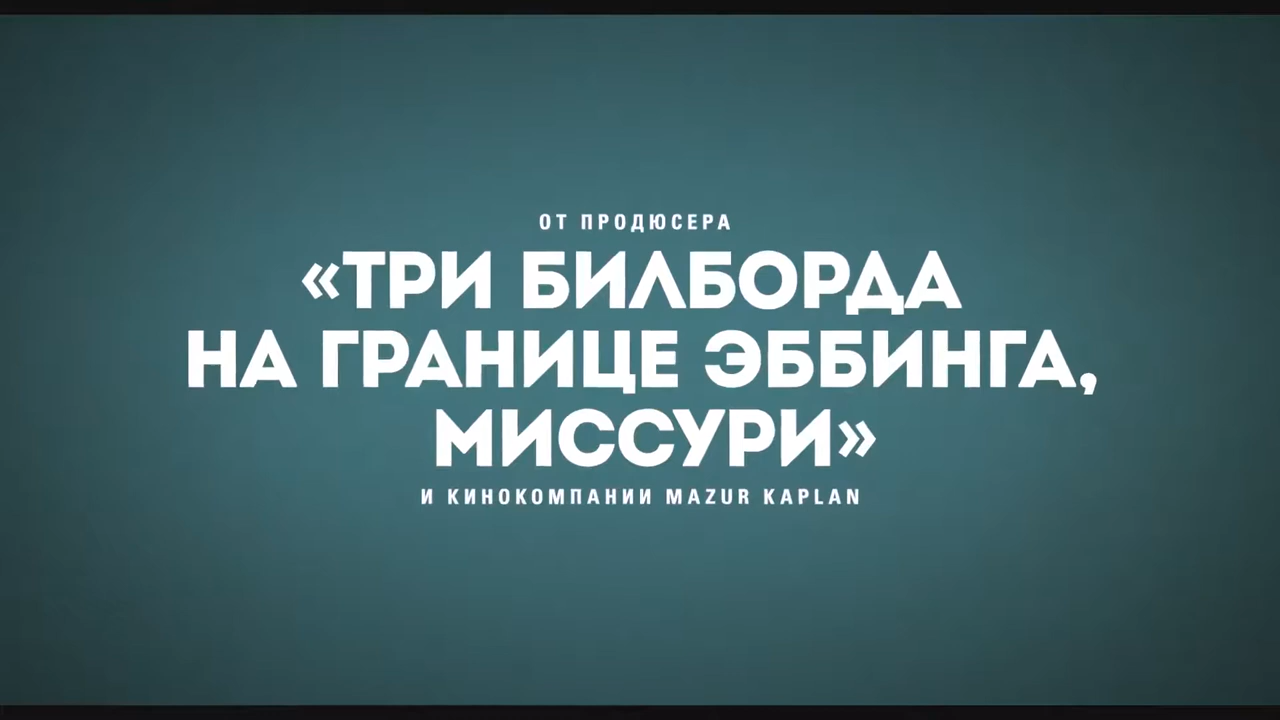 ОТ ПРОДЮСЕРА
«ТРИ БИЛБОРДА
НА ГРАНИЦЕ ЭББИНГА,
МИССУРИ»
И КИНОКОМПАНИИ MAZUR KAPLAN